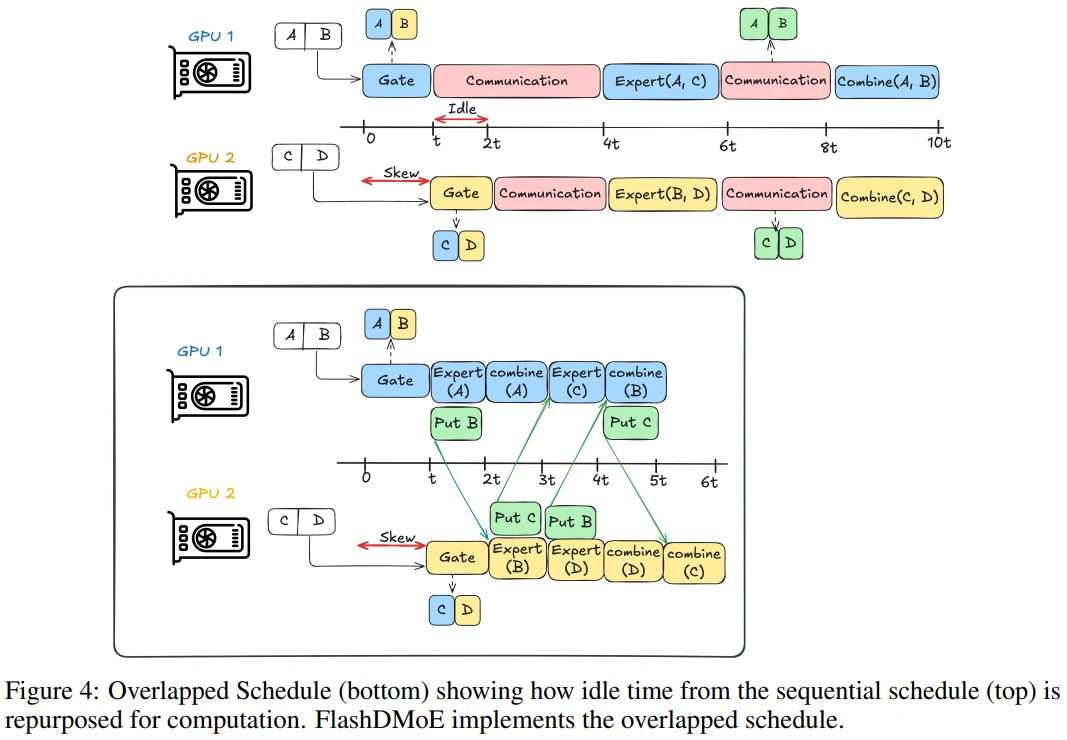 A B
GPU 1
A B
A B
Gate
Communication
Expert(A, C)
Communication
Combine(A, B)
Idle
0
t
2t
4t
6t
8t
10t
GPU 2
C D
Skew
Gate
Communication
Expert(B, D)
Communication
Combine(C, D)
C D
C D
A B
A B
GPU 1
Gate
Expert
(A)
combine
(A)
Expert
(C)
combine
(B)
Put B
Put C
0
t
2t
3t
4t
5t
6t
GPU 2
C D
Put C
Put B
Skew
Gate
Expert
(B)
Expert
(D)
combine
(D)
combine
(C)
C D
Figure 4: Overlapped Schedule (bottom) showing how idle time from the sequential schedule (top) is
repurposed for computation. FlashDMoE implements the overlapped schedule.